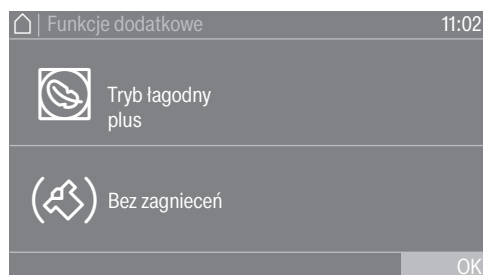 | Funkcje dodatkowe 11:02
Tryb łagodny
plus
Bez zagnieceń
OK